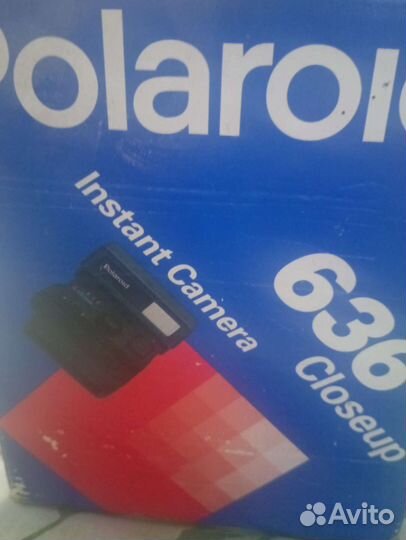 Polaroid
Instant Camera
Polaroid
636
Closeup
Avito